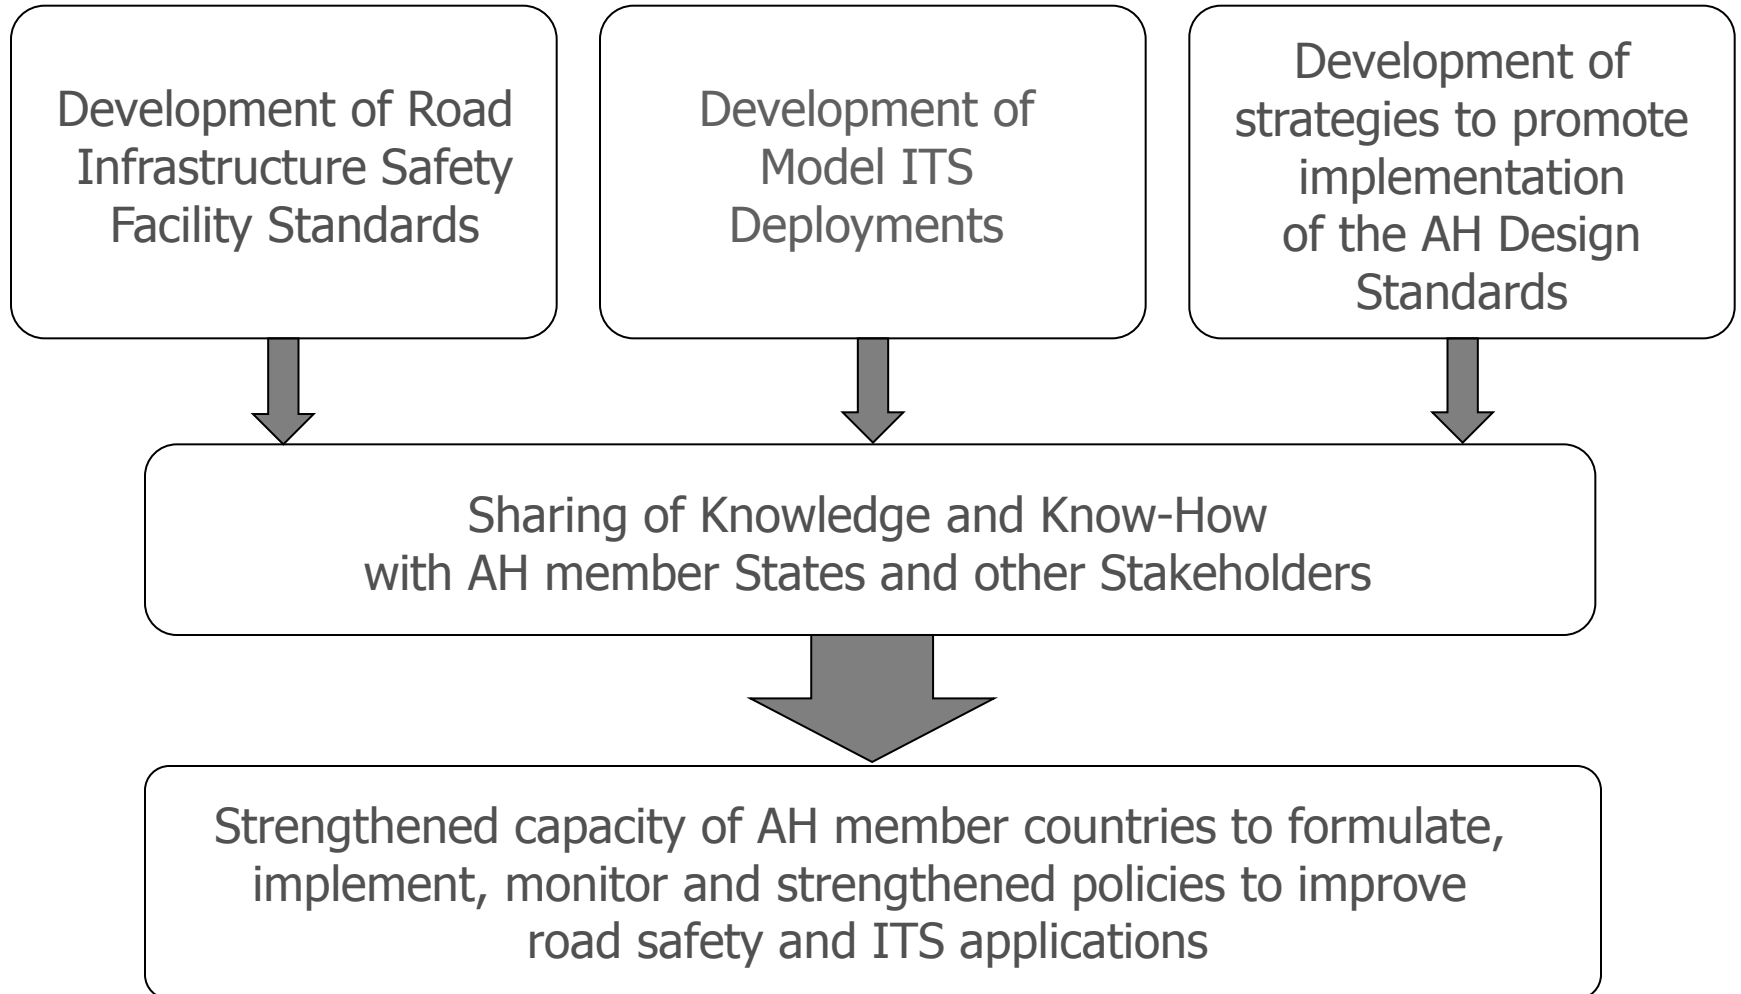 Development of Road
Infrastructure Safety
Facility Standards
Development of
Model ITS
Deployments
Development of
strategies to promote
implementation
of the AH Design
Standards
Sharing of Knowledge and Know-How
with AH member States and other Stakeholders
Strengthened capacity of AH member countries to formulate,
implement, monitor and strengthened policies to improve
road safety and ITS applications